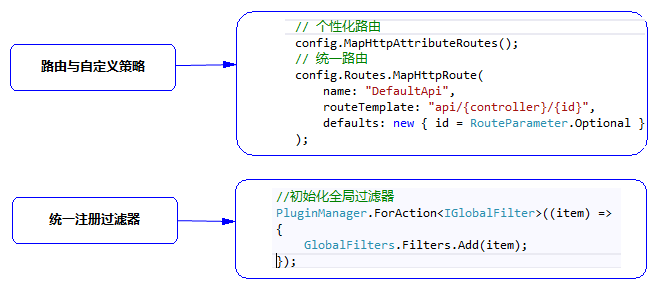 路由与自定义策略
// 个性化路由
config.MapHttpAttributeRoutes();
// 统一路由
config.Routes.MapHttpRoute(
name: "DefaultApi",
routeTemplate: "api/{controller}/{id}",
defaults: new { id = RouteParameter.Optional }
);
统一注册过滤器
//初始化全局过滤器
PluginManager.ForAction<IGlobalFilter>((item) =>
{
GlobalFilters.Filters.Add(item);
});